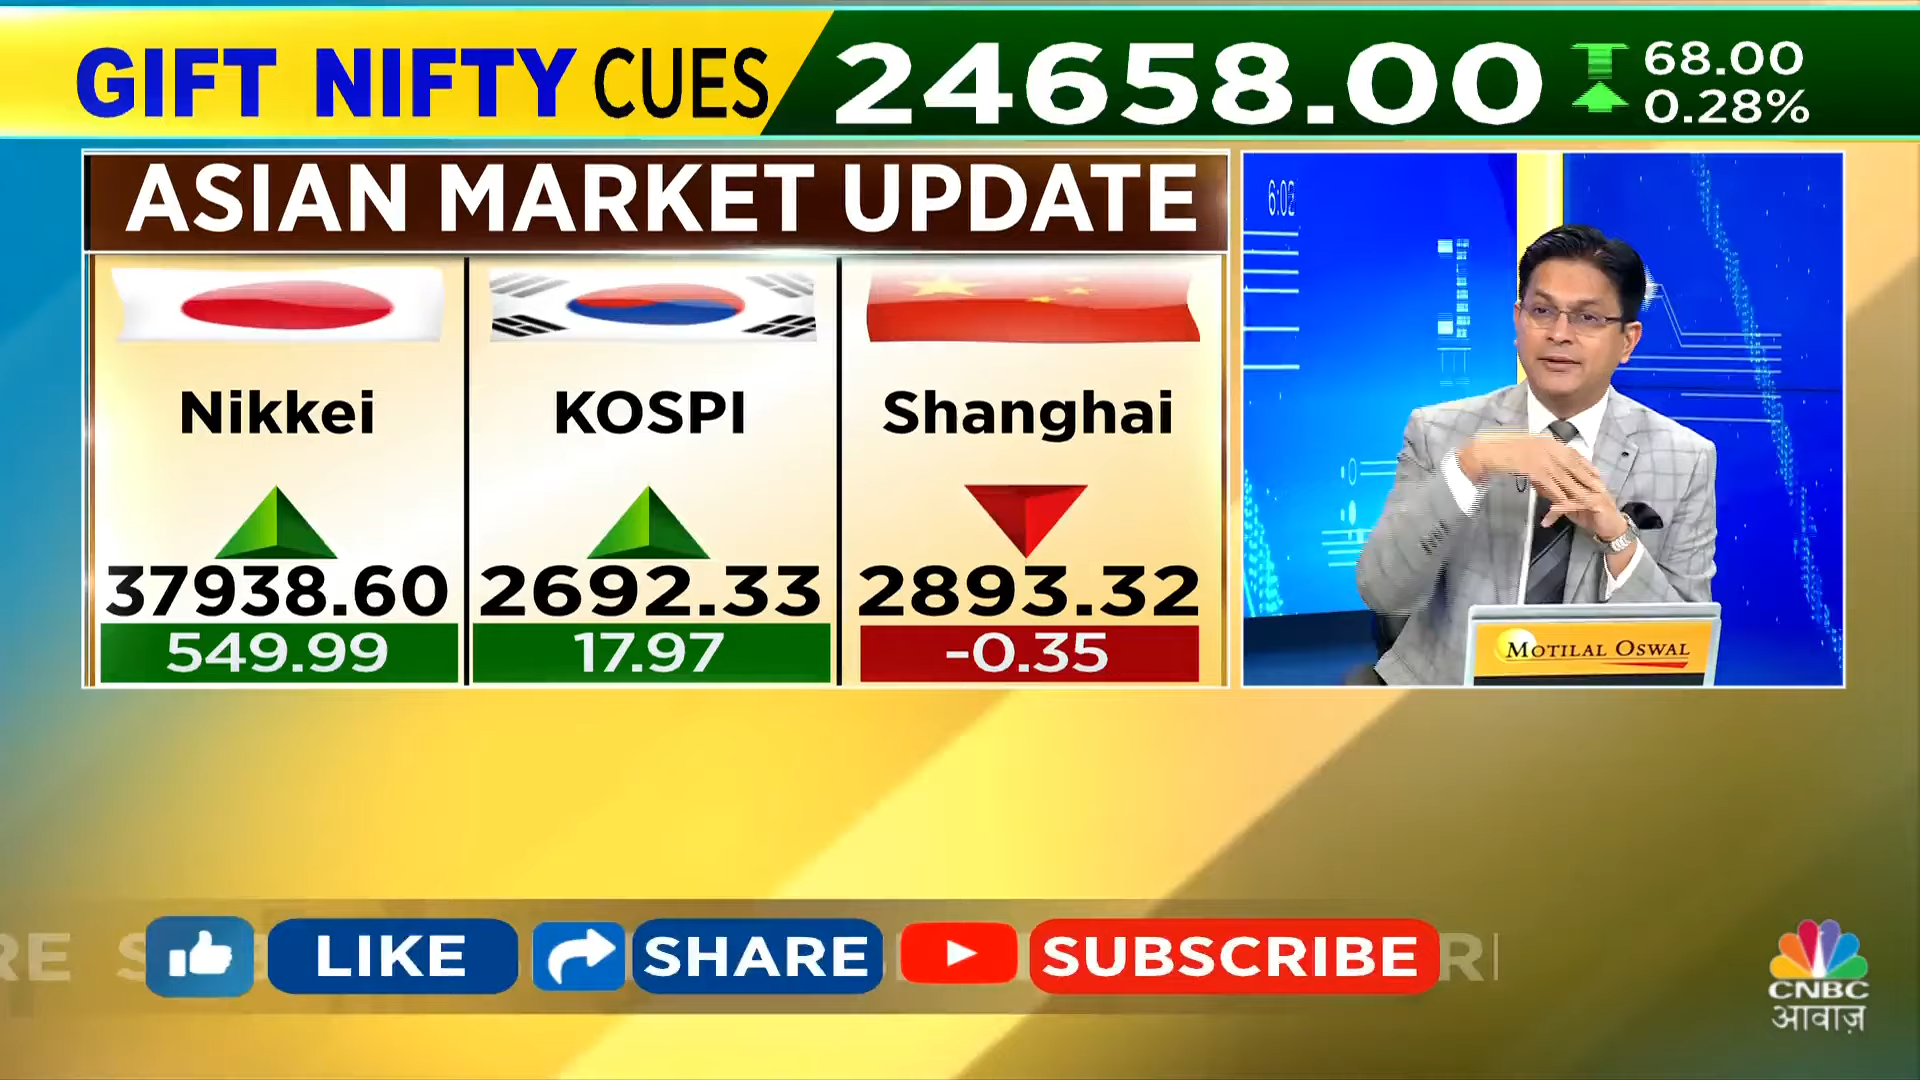 GIFT NIFTY CUES
24658.00
68.00
0.28%
ASIAN MARKET UPDATE
Nikkei
37938.60
549.99
KOSPI
2692.33
17.97
Shanghai
2893.32
-0.35
6:02
MOTILAL OSWAL
LIKE
SHARE
SUBSCRIBE
CNBC
आवाज़